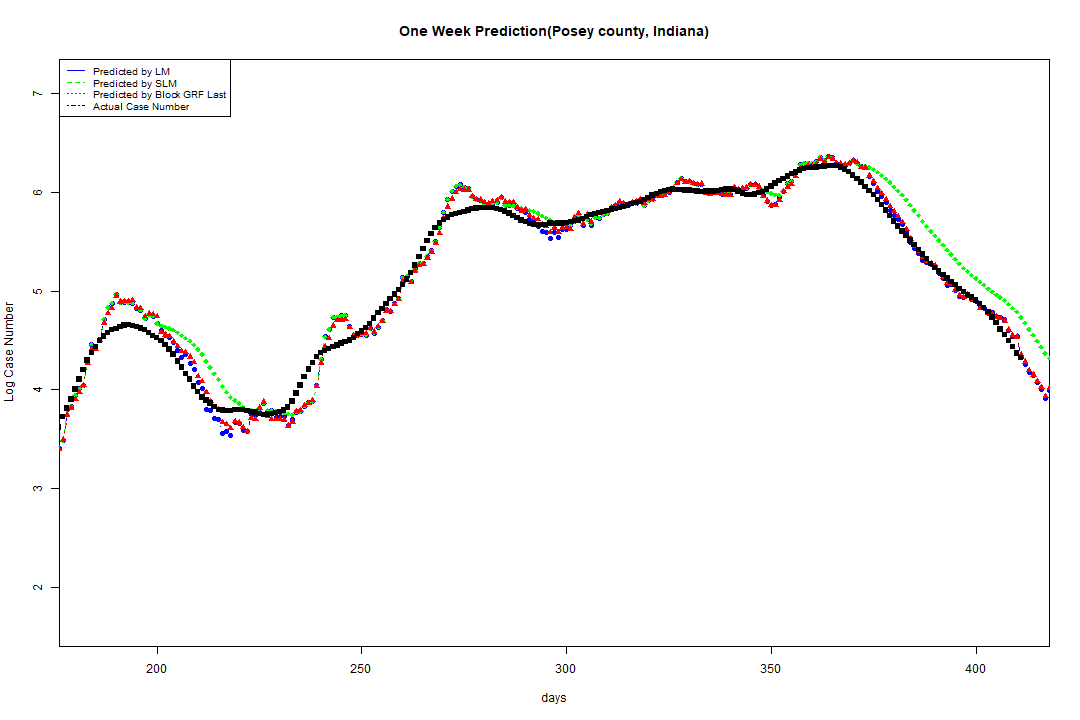 One Week Prediction(Posey county, Indiana)
Predicted by LM
Predicted by SLM
Predicted by Block GRF Last
Actual Case Number
7
6
5
4
3
2
Log Case Number
200 250 300 350 400
days